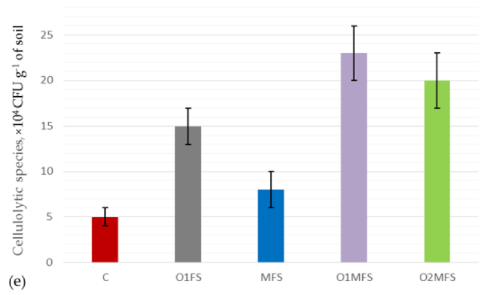 Cellulolytic species, ×10⁴ CFU g⁻¹ of soil
25
20
15
10
5
0
C O1FS MFS O1MFS O2MFS
(e)